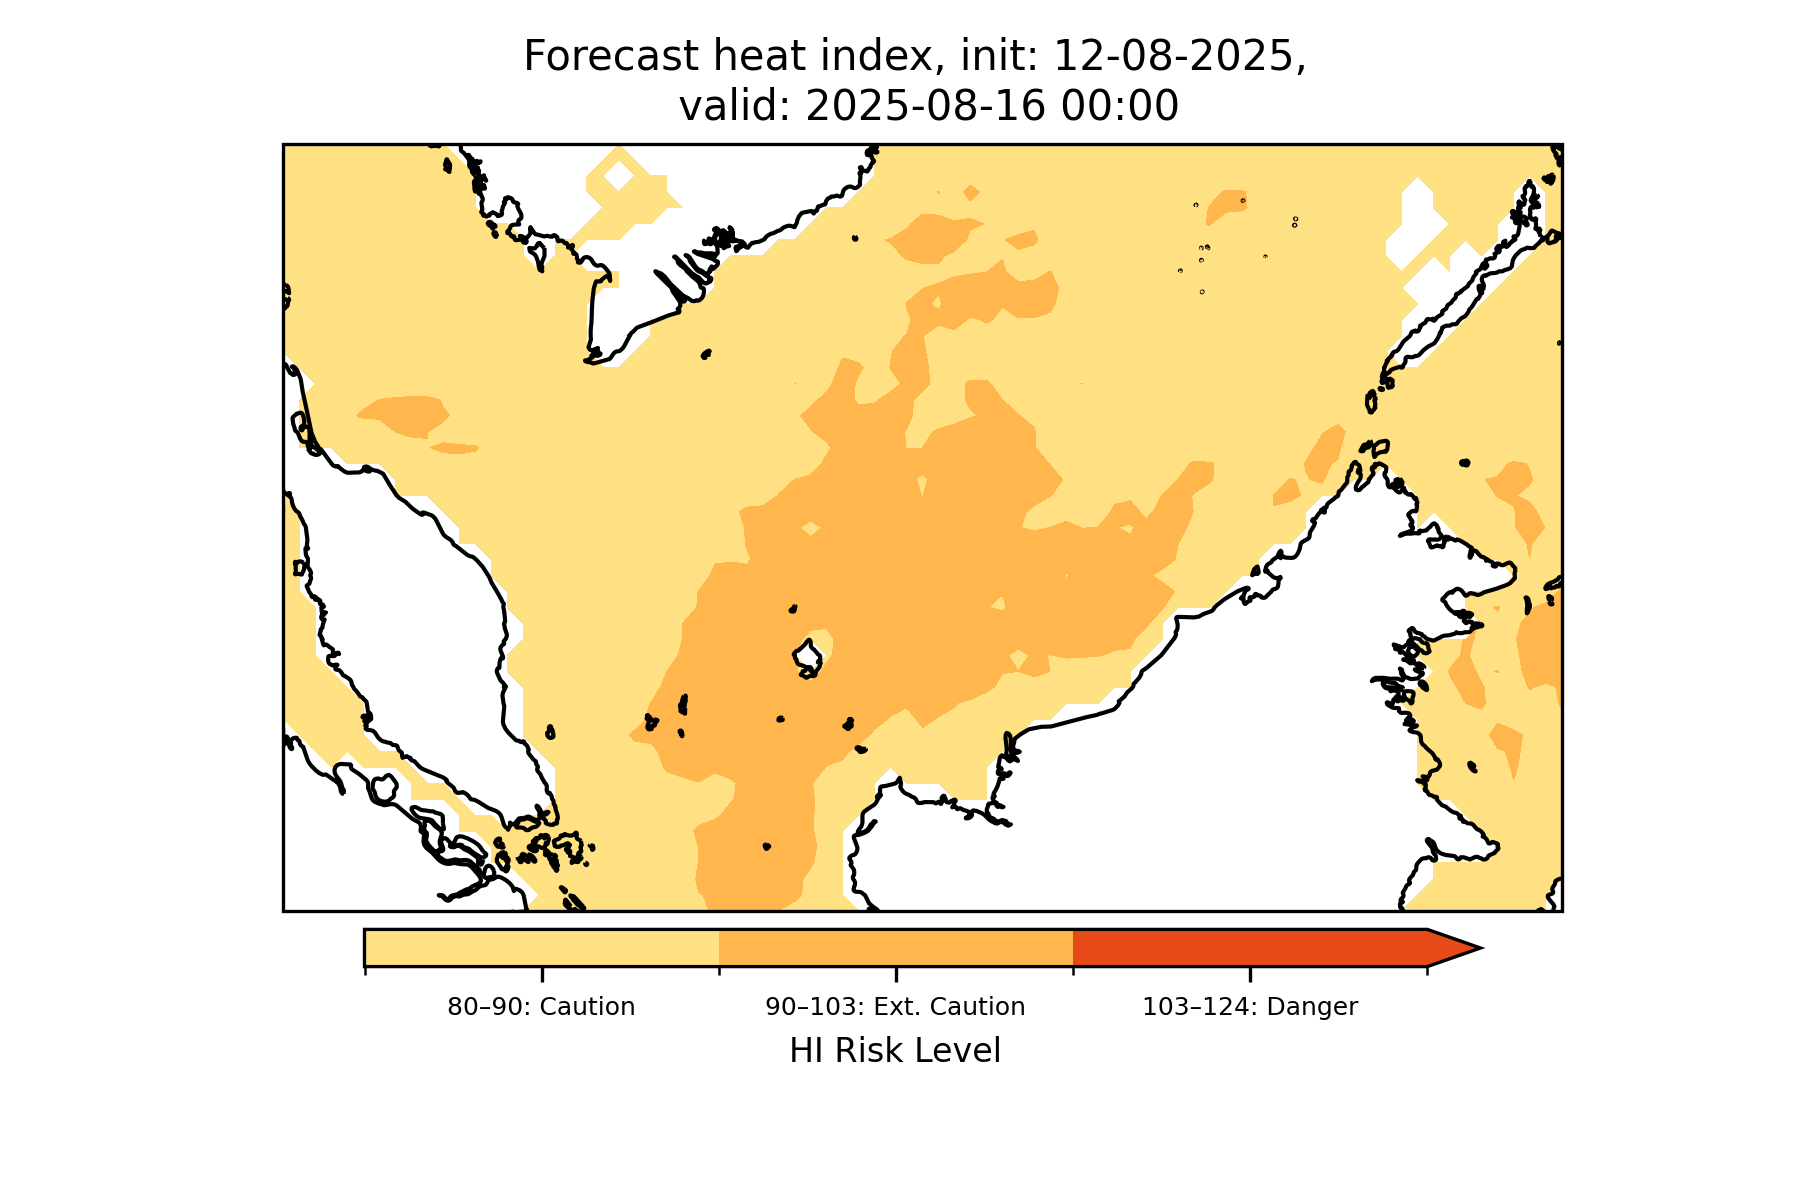 Forecast heat index, init: 12-08-2025,
valid: 2025-08-16 00:00
80–90: Caution
90–103: Ext. Caution
103–124: Danger
HI Risk Level